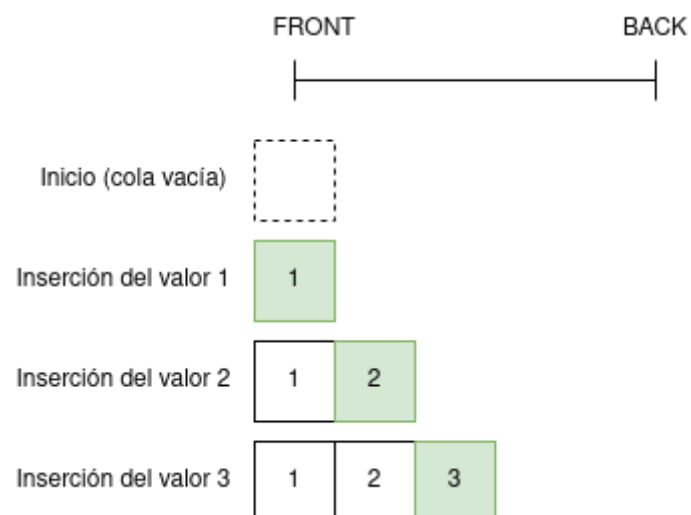 FRONT BACK
Inicio (cola vacía)
Inserción del valor 1 1
Inserción del valor 2 1 2
Inserción del valor 3 1 2 3